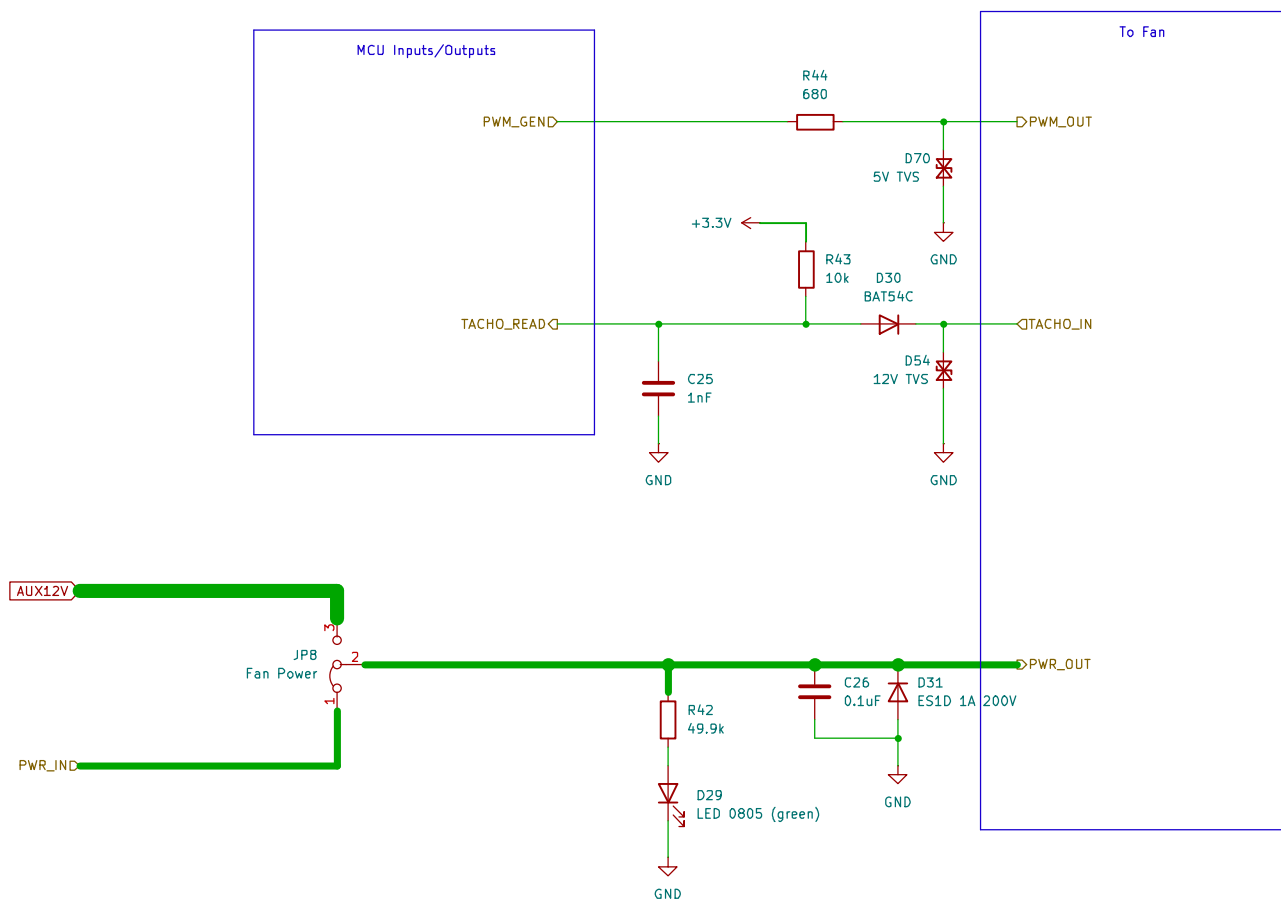 MCU Inputs/Outputs
To Fan
R44
680
PWM_GEN
PWM_OUT
D70
5V TVS
+3.3V
GND
R43
10k
D30
BAT54C
TACHO_READ
TACHO_IN
D54
12V TVS
C25
1nF
GND
GND
AUX12V
3
JP8
Fan Power
2
1
PWR_OUT
C26
0.1uF
D31
ES1D 1A 200V
R42
49.9k
PWR_IN
D29
LED 0805 (green)
GND
GND